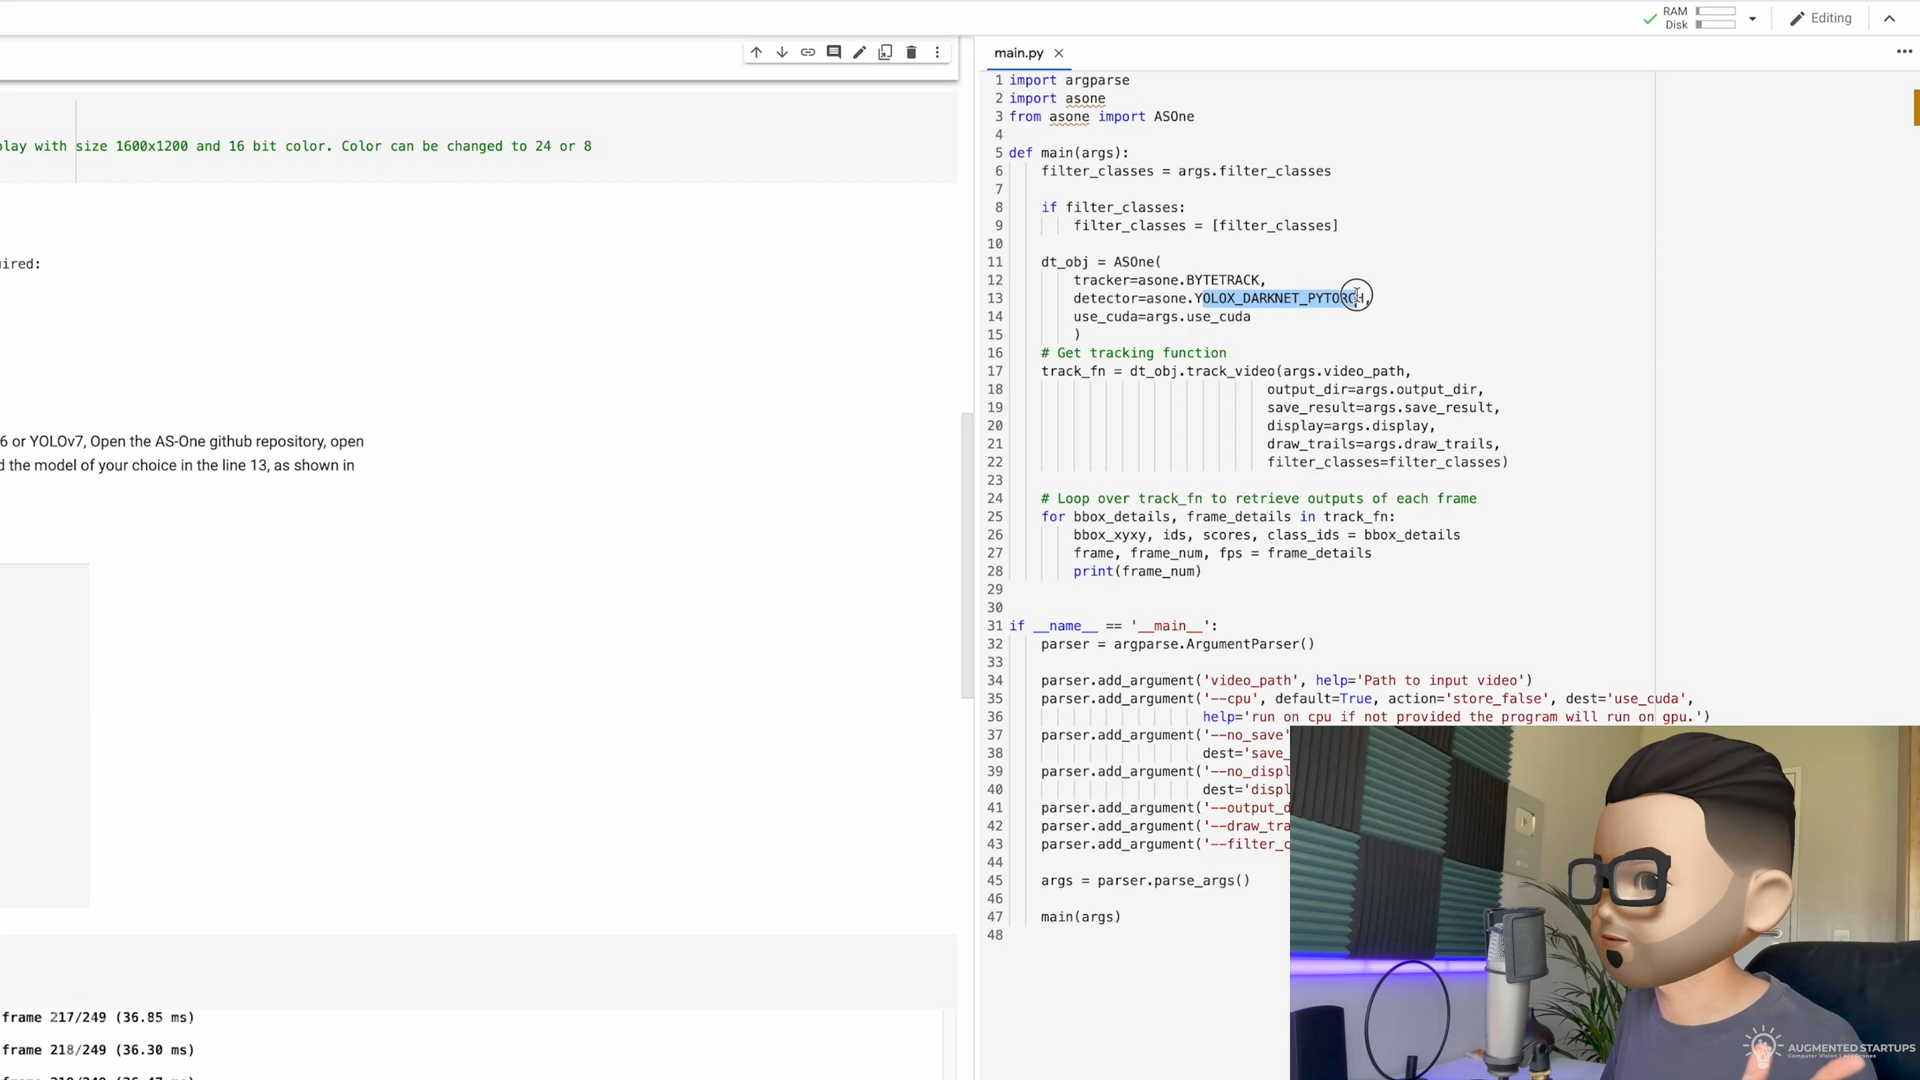 RAM
Disk
Editing
main.py
play with size 1600x1200 and 16 bit color. Color can be changed to 24 or 8
6 or YOLOv7, Open the AS-One github repository, open
the model of your choice in the line 13, as shown in
frame 217/249 (36.85 ms)
frame 218/249 (36.30 ms)
1 import argparse
2 import asone
3 from asone import ASOne
4
5 def main(args):
6 filter_classes = args.filter_classes
7
8 if filter_classes:
9 filter_classes = [filter_classes]
10
11 dt_obj = ASOne(
12 tracker=asone.BYTETRACK,
13 detector=asone.YOLOX_DARKNET_PYTORCH,
14 use_cuda=args.use_cuda
15 )
16 # Get tracking function
17 track_fn = dt_obj.track_video(args.video_path,
18 output_dir=args.output_dir,
19 save_result=args.save_result,
20 display=args.display,
21 draw_trails=args.draw_trails,
22 filter_classes=filter_classes)
23
24 # Loop over track_fn to retrieve outputs of each frame
25 for bbox_details, frame_details in track_fn:
26 bbox_xyxy, ids, scores, class_ids = bbox_details
27 frame, frame_num, fps = frame_details
28 print(frame_num)
29
30
31 if __name__ == '__main__':
32 parser = argparse.ArgumentParser()
33
34 parser.add_argument('video_path', help='Path to input video')
35 parser.add_argument('--cpu', default=True, action='store_false', dest='use_cuda',
36 help='run on cpu if not provided the program will run on gpu.')
37 parser.add_argument('--no_save'
38 dest='save_
39 parser.add_argument('--no_displ
40 dest='displ
41 parser.add_argument('--output_d
42 parser.add_argument('--draw_tra
43 parser.add_argument('--filter_c
44
45 args = parser.parse_args()
46
47 main(args)
48
AUGMENTED STARTUPS